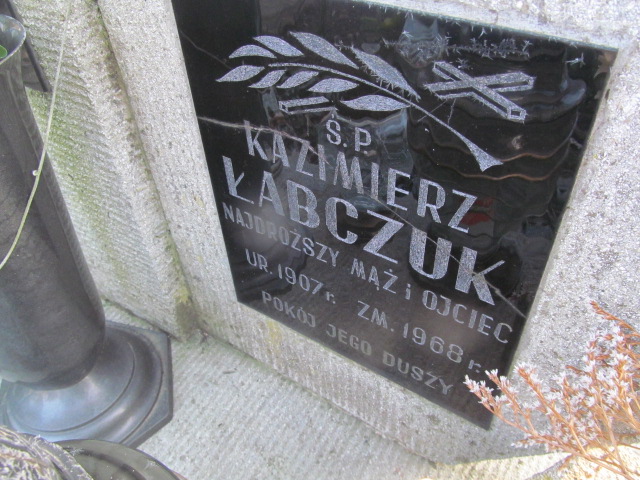 Ś.P
KAZIMIERZ
ŁABCZUK
NAJDROŻSZY MĄŻ i OJCIEC
UR. 1907 r. ZM. 1968 r.
POKÓJ JEGO DUSZY